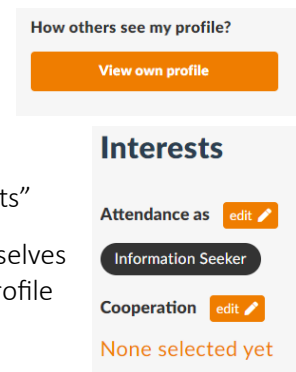 How others see my profile?
View own profile
Interests
ts”
Attendance as edit
selves
Information Seeker
rofile
Cooperation edit
None selected yet